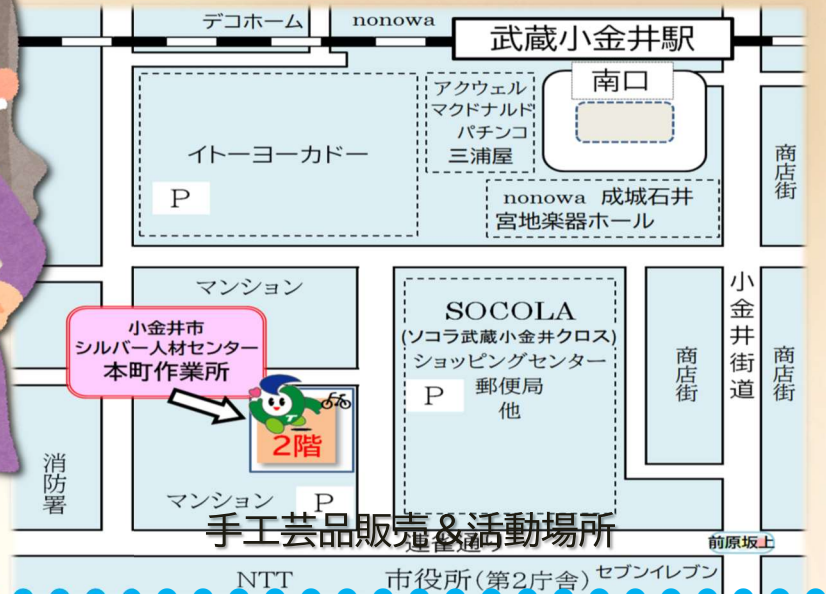 デコホーム
nonowa
武蔵小金井駅
南口
アクウェル
マクドナルド
パチンコ
三浦屋
イトーヨーカドー
P
nonowa 成城石井
宮地楽器ホール
商店街
マンション
SOCOLA
(ソコラ武蔵小金井クロス)
ショッピングセンター
P
郵便局
他
小金井街道
商店街
商店街
小金井市
シルバー人材センター
本町作業所
2階
消防署
マンション
P
手工芸品販売&活動場所
連雀通り
前原坂上
NTT
市役所(第2庁舎)
セブンイレブン